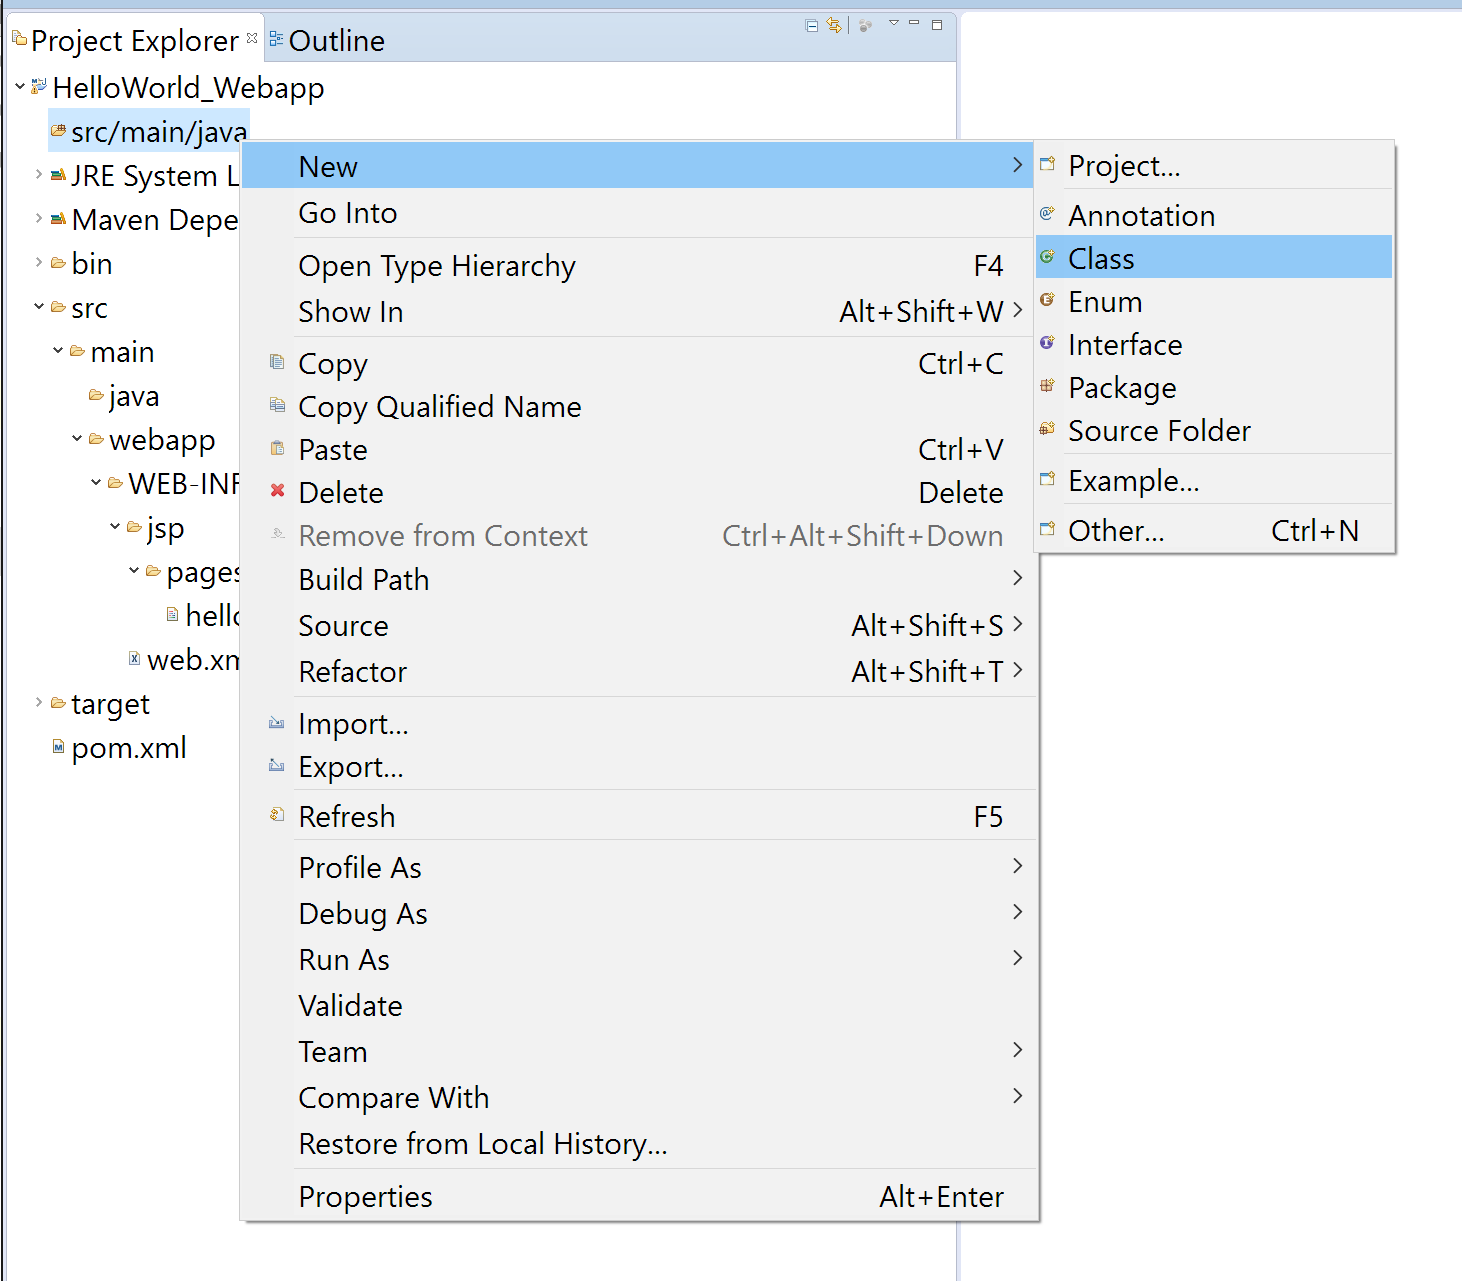 Project Explorer
Outline
HelloWorld_Webapp
src/main/java
JRE System L
Maven Depe
bin
src
main
java
webapp
WEB-INF
jsp
pages
hello
web.xm
target
pom.xml
New
Go Into
Open Type Hierarchy F4
Show In Alt+Shift+W
Copy Ctrl+C
Copy Qualified Name
Paste Ctrl+V
Delete Delete
Remove from Context Ctrl+Alt+Shift+Down
Build Path
Source Alt+Shift+S
Refactor Alt+Shift+T
Import...
Export...
Refresh F5
Profile As
Debug As
Run As
Validate
Team
Compare With
Restore from Local History...
Properties Alt+Enter
Project...
Annotation
Class
Enum
Interface
Package
Source Folder
Example...
Other... Ctrl+N